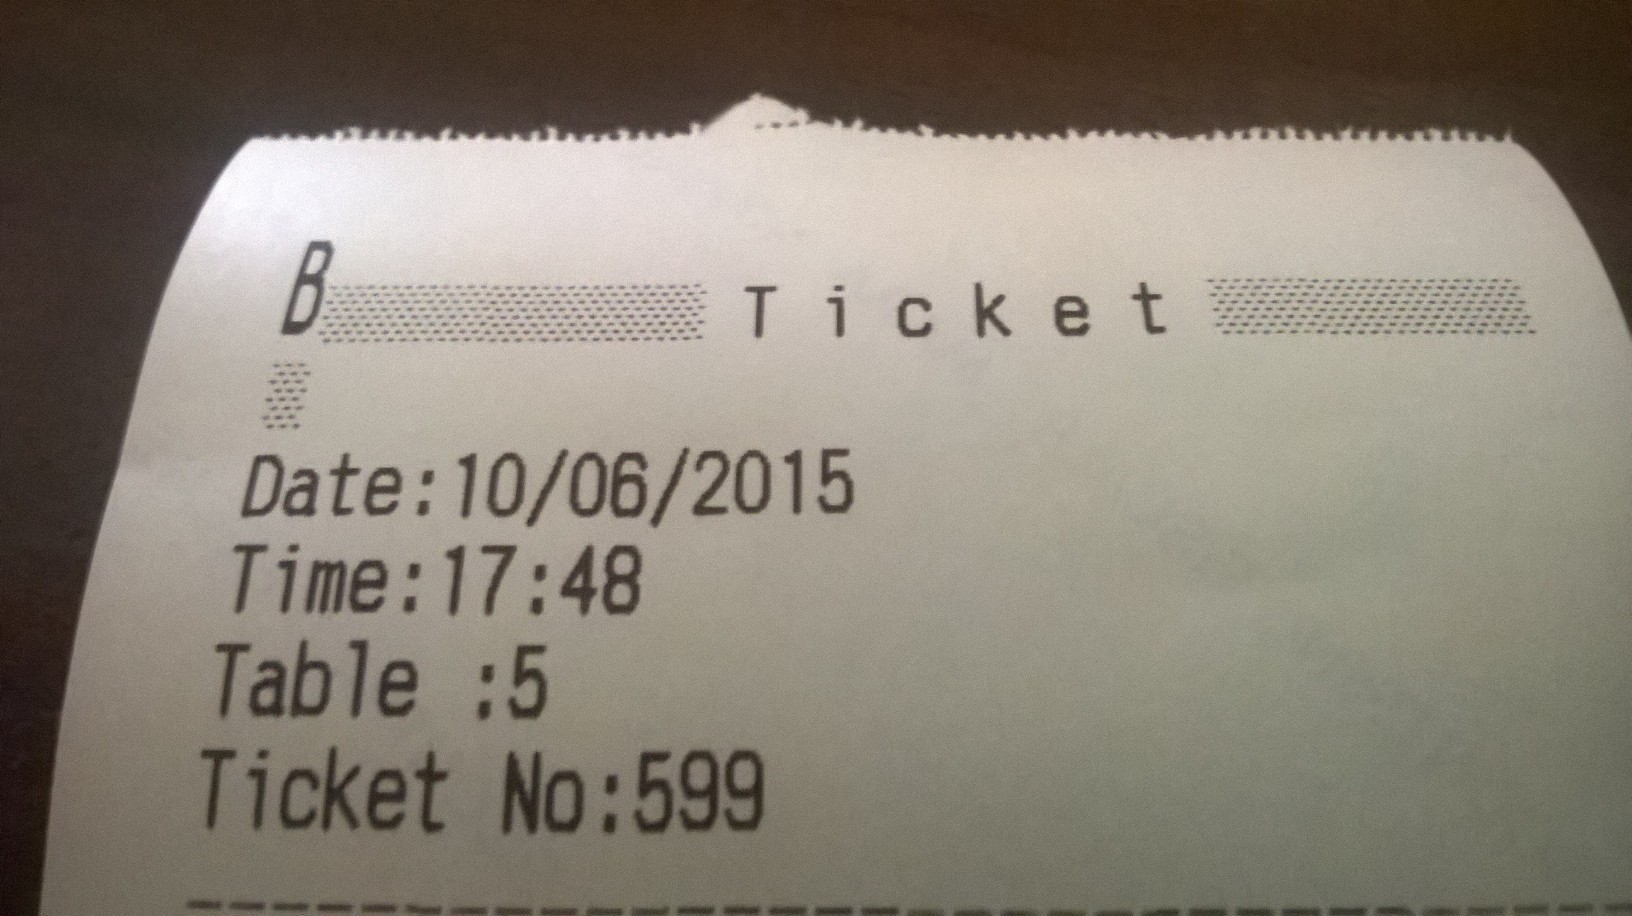 B Ticket
Date:10/06/2015
Time:17:48
Table :5
Ticket No:599